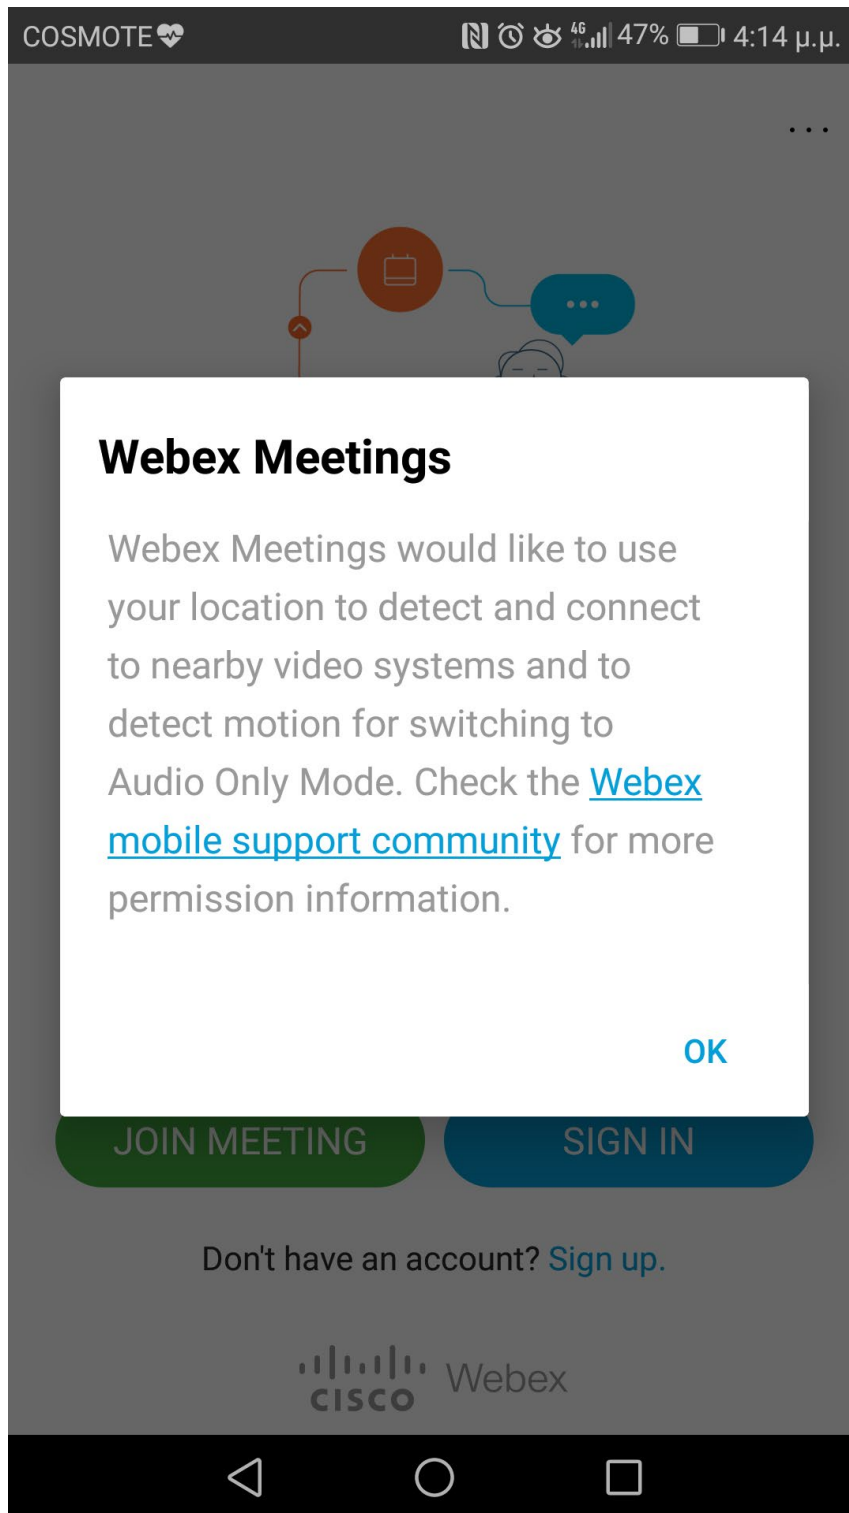 COSMOTE 4G 47% 4:14 μ.μ.
Webex Meetings
Webex Meetings would like to use
your location to detect and connect
to nearby video systems and to
detect motion for switching to
Audio Only Mode. Check the Webex
mobile support community for more
permission information.
OK
JOIN MEETING SIGN IN
Don't have an account? Sign up.
CISCO Webex